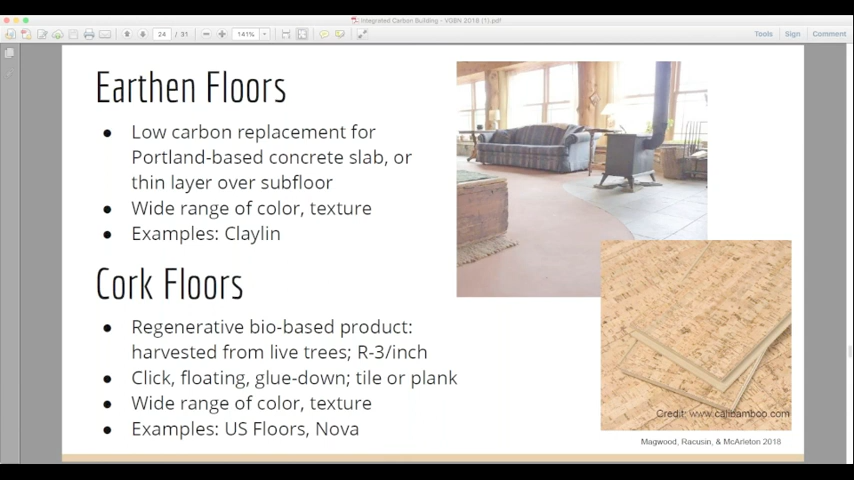 Integrated Carbon Building - VGBN 2018 (1).pdf
24 / 31
141%
Tools Sign Comment
Earthen Floors
● Low carbon replacement for
Portland-based concrete slab, or
thin layer over subfloor
● Wide range of color, texture
● Examples: Claylin
Cork Floors
● Regenerative bio-based product:
harvested from live trees; R-3/inch
● Click, floating, glue-down; tile or plank
● Wide range of color, texture
● Examples: US Floors, Nova
Credit: www.calibamboo.com
Magwood, Racusin, & McArleton 2018